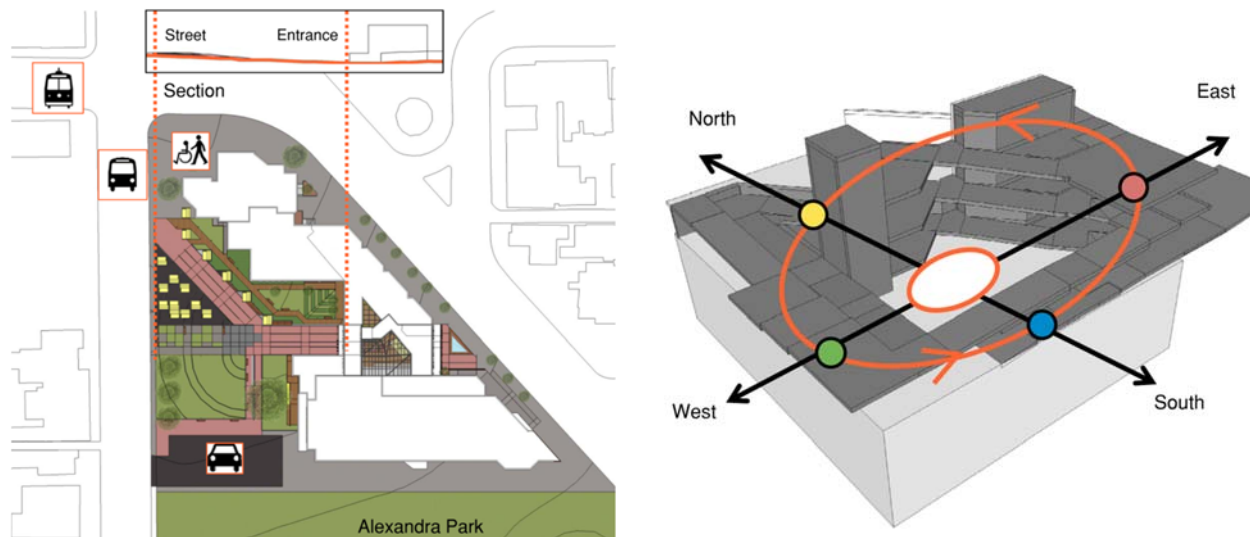 Street
Entrance
Section
Alexandra Park
North
East
West
South